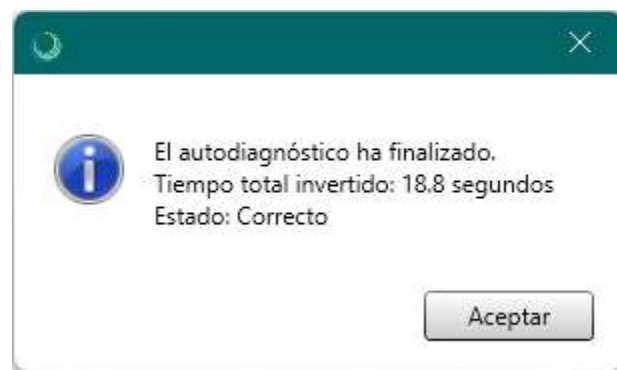 El autodiagnóstico ha finalizado.
Tiempo total invertido: 18.8 segundos
Estado: Correcto
Aceptar